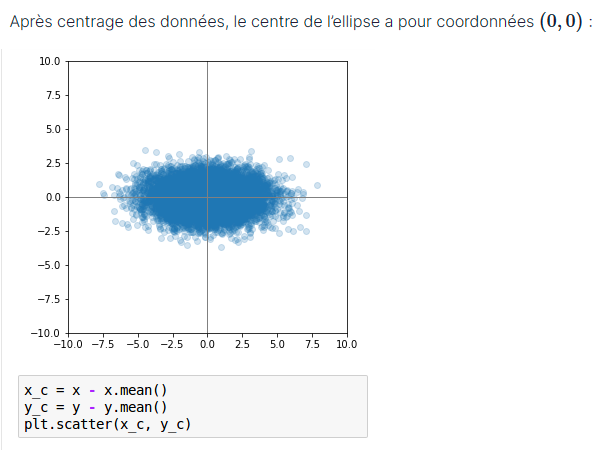 Après centrage des données, le centre de l'ellipse a pour coordonnées (0, 0) :
10.0
7.5
5.0
2.5
0.0
−2.5
−5.0
−7.5
−10.0
−10.0 −7.5 −5.0 −2.5 0.0 2.5 5.0 7.5 10.0
x_c = x - x.mean()
y_c = y - y.mean()
plt.scatter(x_c, y_c)